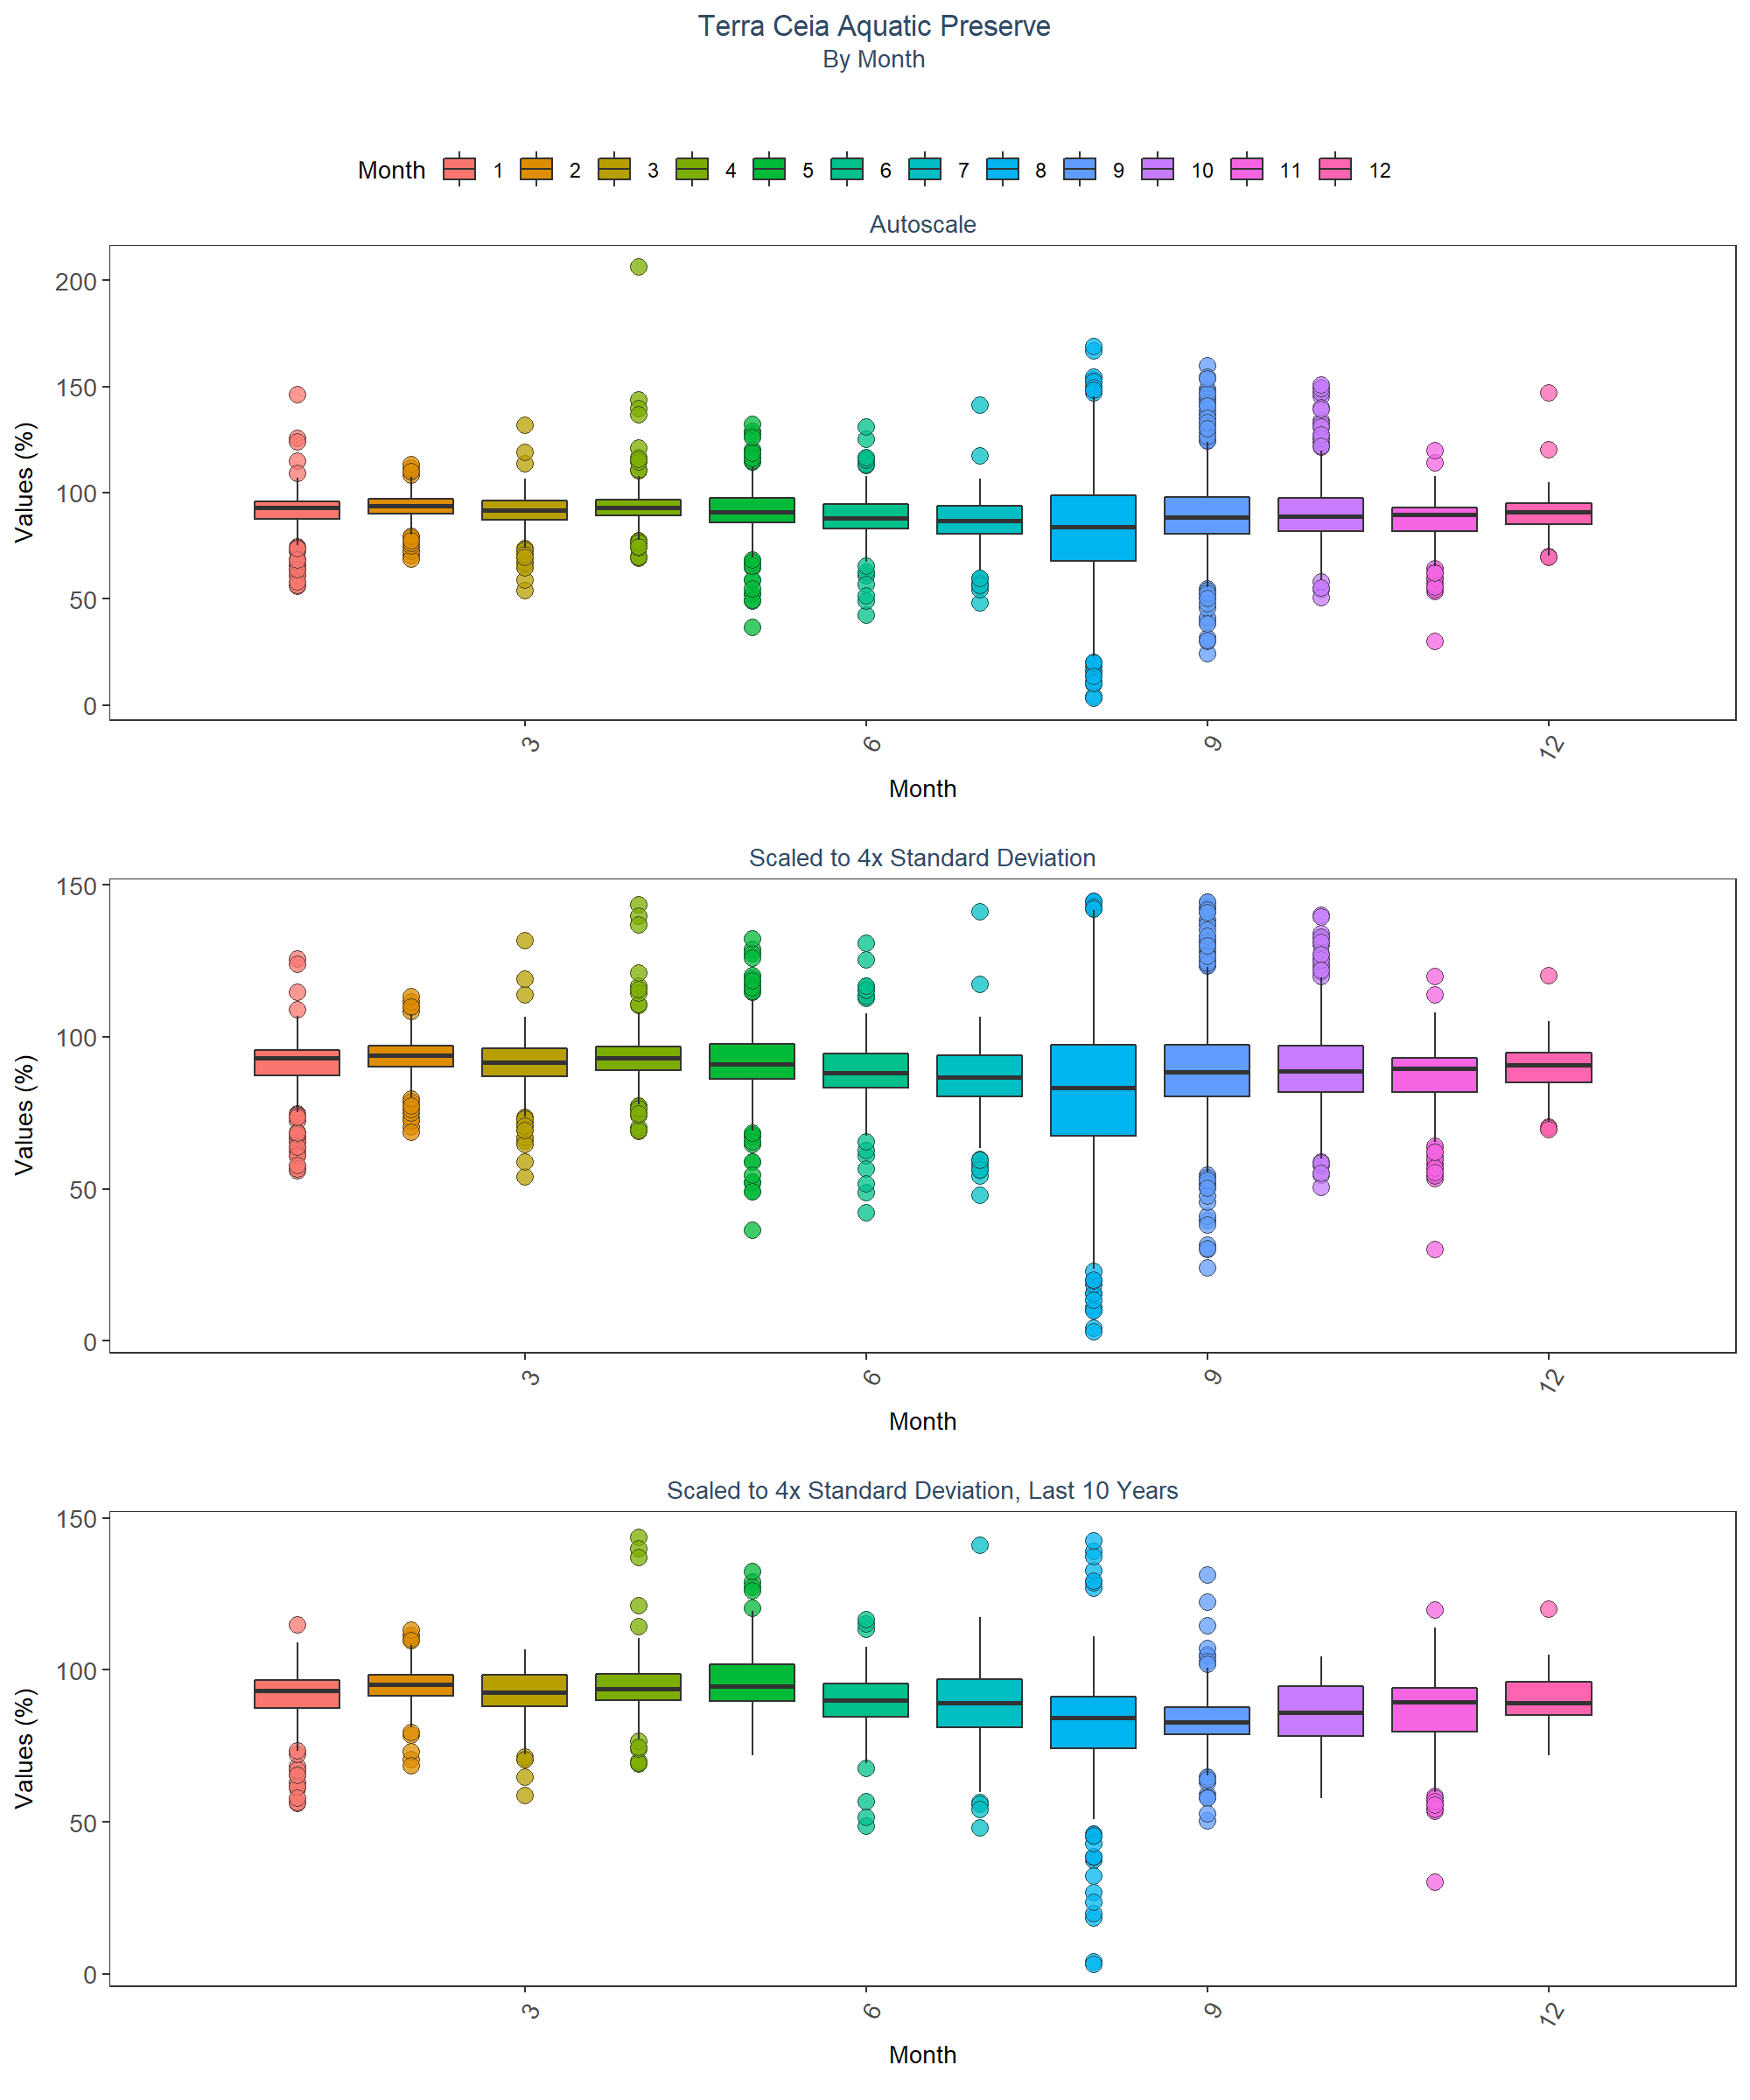 Terra Ceia Aquatic Preserve
By Month
Month 1 2 3 4 5 6 7 8 9 10 11 12
Autoscale
Values (%)
200
150
100
50
0
3 6 9 12
Month
Scaled to 4x Standard Deviation
Values (%)
150
100
50
0
3 6 9 12
Month
Scaled to 4x Standard Deviation, Last 10 Years
Values (%)
150
100
50
0
3 6 9 12
Month